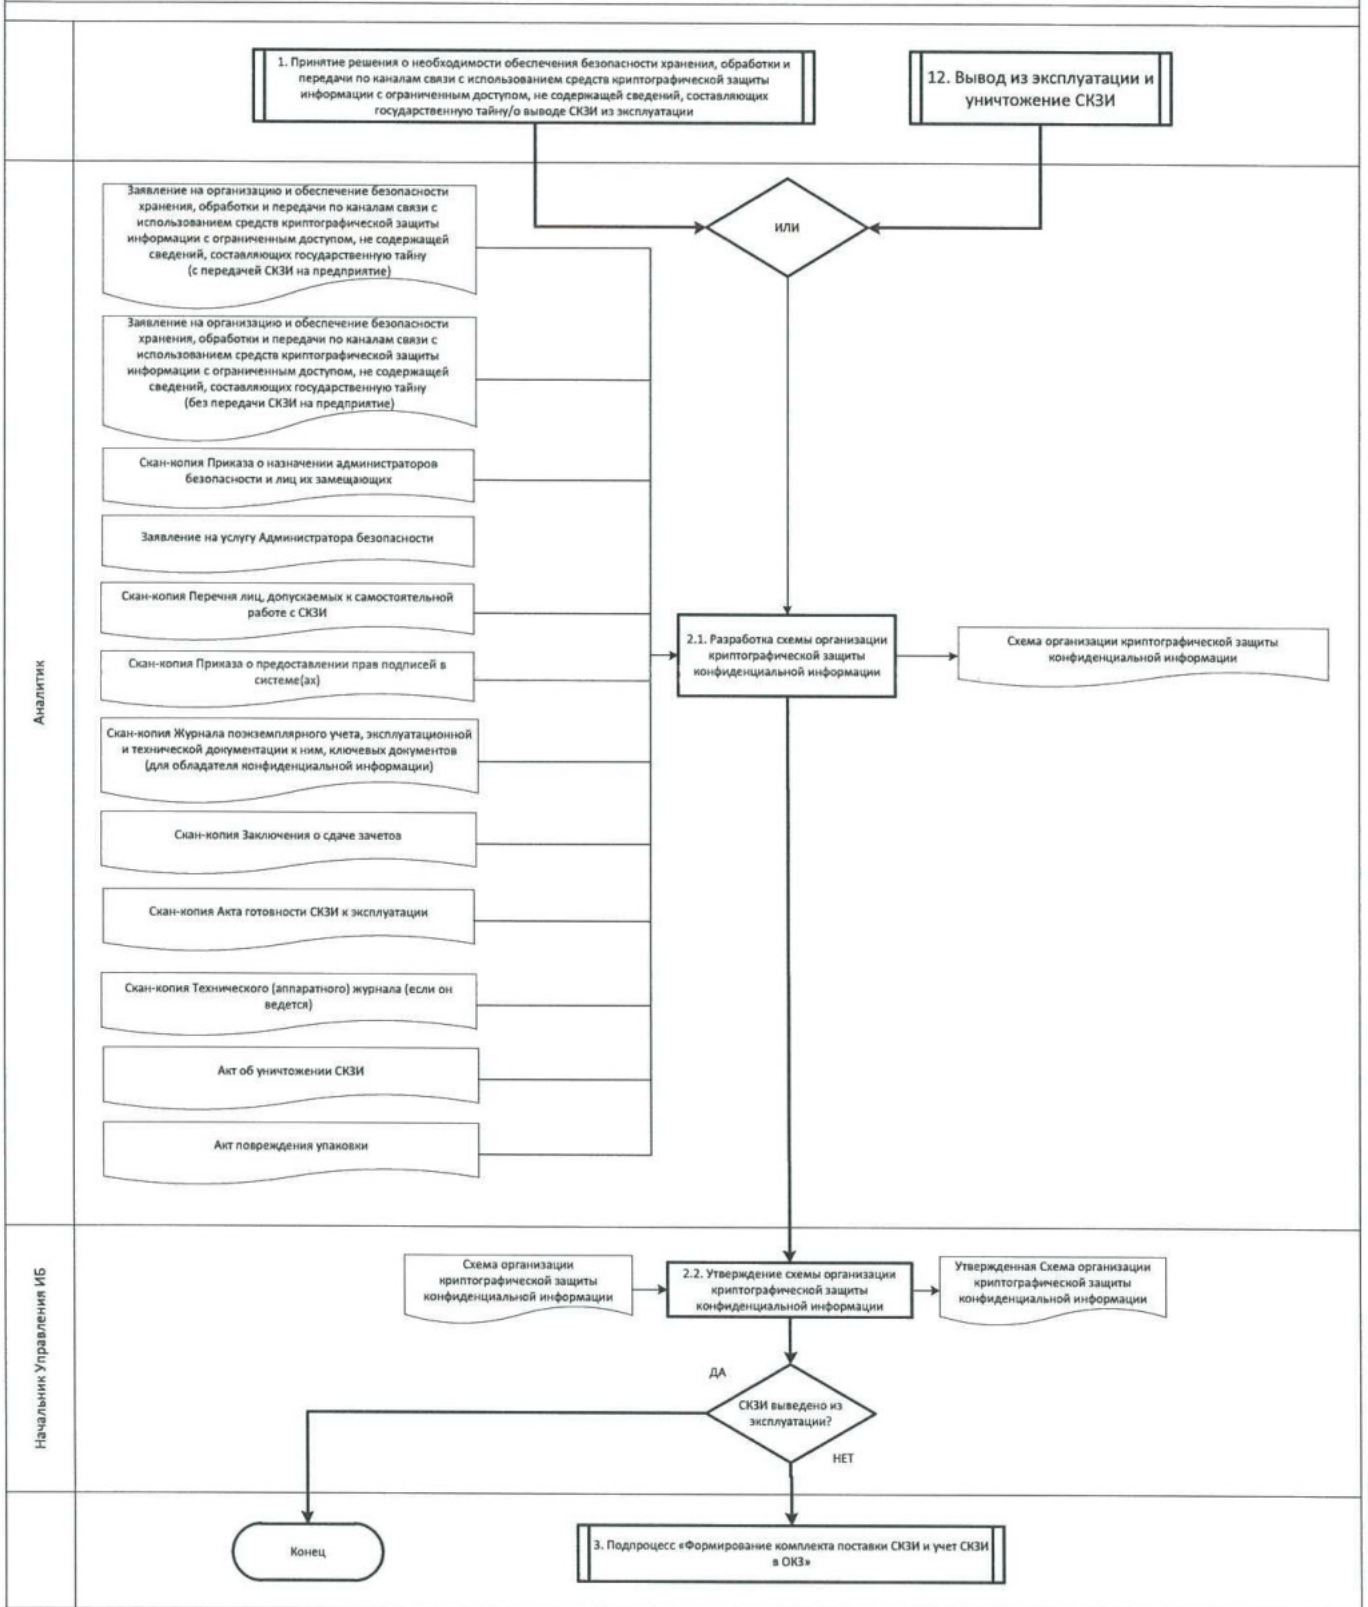 1. Принятие решения о необходимости обеспечения безопасности хранения, обработки и
передачи по каналам связи с использованием средств криптографической защиты
информации с ограниченным доступом, не содержащей сведений, составляющих
государственную тайну/о выводе СКЗИ из эксплуатации
12. Вывод из эксплуатации и
уничтожение СКЗИ
ИЛИ
Аналитик
Заявление на организацию и обеспечение безопасности
хранения, обработки и передачи по каналам связи с
использованием средств криптографической защиты
информации с ограниченным доступом, не содержащей
сведений, составляющих государственную тайну
(с передачей СКЗИ на предприятие)
Заявление на организацию и обеспечение безопасности
хранения, обработки и передачи по каналам связи с
использованием средств криптографической защиты
информации с ограниченным доступом, не содержащей
сведений, составляющих государственную тайну
(без передачи СКЗИ на предприятие)
Скан-копия Приказа о назначении администраторов
безопасности и лиц их замещающих
Заявление на услугу Администратора безопасности
Скан-копия Перечня лиц, допускаемых к самостоятельной
работе с СКЗИ
Скан-копия Приказа о предоставлении прав подписей в
системе(ах)
Скан-копия Журнала поэкземплярного учета, эксплуатационной
и технической документации к ним, ключевых документов
(для обладателя конфиденциальной информации)
Скан-копия Заключения о сдаче зачетов
Скан-копия Акта готовности СКЗИ к эксплуатации
Скан-копия Технического (аппаратного) журнала (если он
ведется)
Акт об уничтожении СКЗИ
Акт повреждения упаковки
2.1. Разработка схемы организации
криптографической защиты
конфиденциальной информации
Схема организации криптографической защиты
конфиденциальной информации
Начальник Управления ИБ
Схема организации
криптографической защиты
конфиденциальной информации
2.2. Утверждение схемы организации
криптографической защиты
конфиденциальной информации
Утвержденная Схема организации
криптографической защиты
конфиденциальной информации
ДА
СКЗИ выведено из
эксплуатации?
НЕТ
Конец
3. Подпроцесс «Формирование комплекта поставки СКЗИ и учет СКЗИ
в ОКЗ»